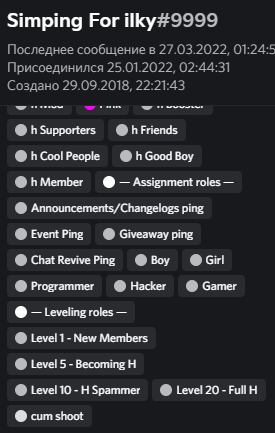 Simping For ilky#9999
Последнее сообщение в 27.03.2022, 01:24:5
Присоединился 25.01.2022, 02:44:31
Создано 29.09.2018, 22:21:43
h Mod Pink h Booster
h Supporters h Friends
h Cool People h Good Boy
h Member — Assignment roles —
Announcements/Changelogs ping
Event Ping Giveaway ping
Chat Revive Ping Boy Girl
Programmer Hacker Gamer
— Leveling roles —
Level 1 - New Members
Level 5 - Becoming H
Level 10 - H Spammer Level 20 - Full H
cum shoot